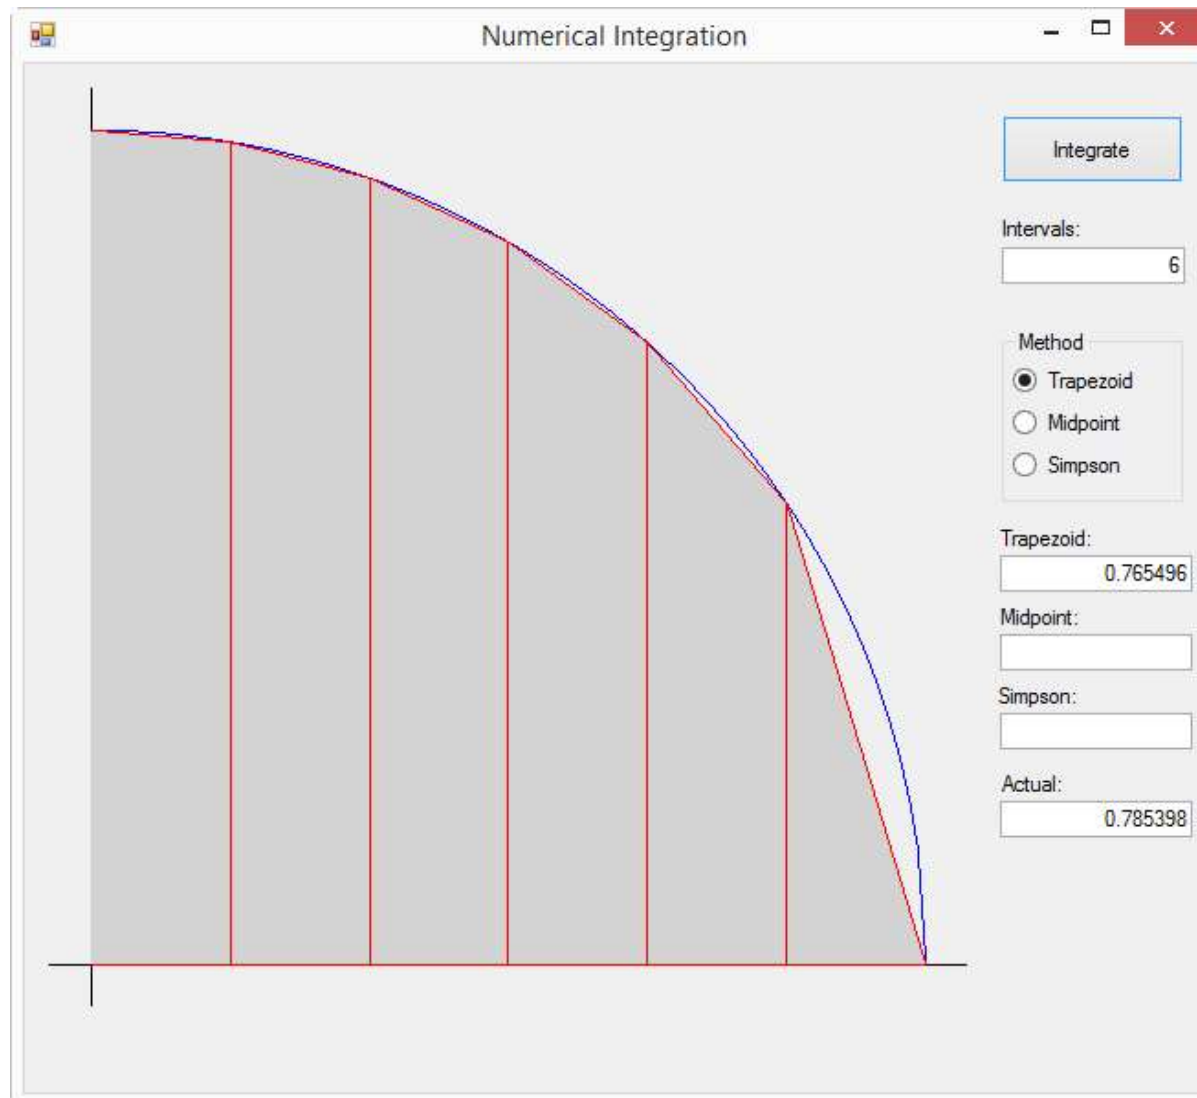 Numerical Integration
Integrate
Intervals:
6
Method
Trapezoid
Midpoint
Simpson
Trapezoid:
0.765496
Midpoint:
Simpson:
Actual:
0.785398